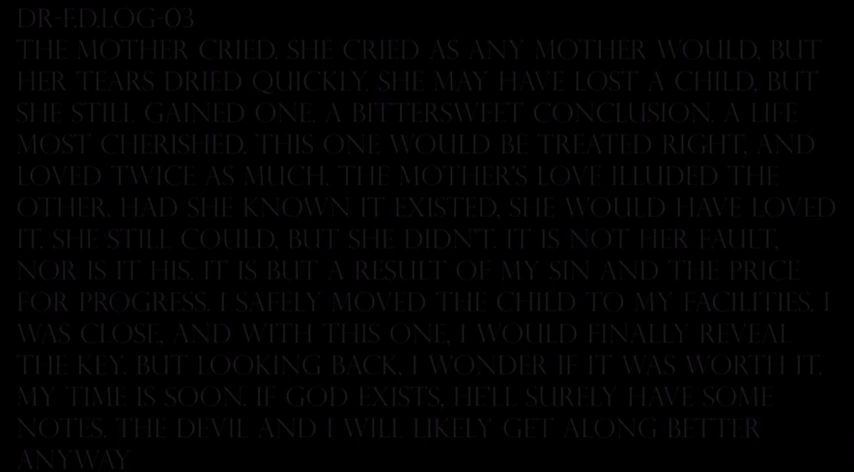 DR-F.D.LOG-03
THE MOTHER CRIED. SHE CRIED AS ANY MOTHER WOULD, BUT
HER TEARS DRIED QUICKLY. SHE MAY HAVE LOST A CHILD, BUT
SHE STILL GAINED ONE. A BITTERSWEET CONCLUSION. A LIFE
MOST CHERISHED, THIS ONE WOULD BE TREATED RIGHT, AND
LOVED TWICE AS MUCH. THE MOTHER'S LOVE ILLUDED THE
OTHER. HAD SHE KNOWN IT EXISTED, SHE WOULD HAVE LOVED
IT. SHE STILL COULD, BUT SHE DIDN'T. IT IS NOT HER FAULT,
NOR IS IT HIS. IT IS BUT A RESULT OF MY SIN AND THE PRICE
FOR PROGRESS. I SAFELY MOVED THE CHILD TO MY FACILITIES. I
WAS CLOSE, AND WITH THIS ONE, I WOULD FINALLY REVEAL
THE KEY. BUT LOOKING BACK, I WONDER IF IT WAS WORTH IT.
MY TIME IS SOON. IF GOD EXISTS, HE'LL SURELY HAVE SOME
NOTES. THE DEVIL AND I WILL LIKELY GET ALONG BETTER
ANYWAY